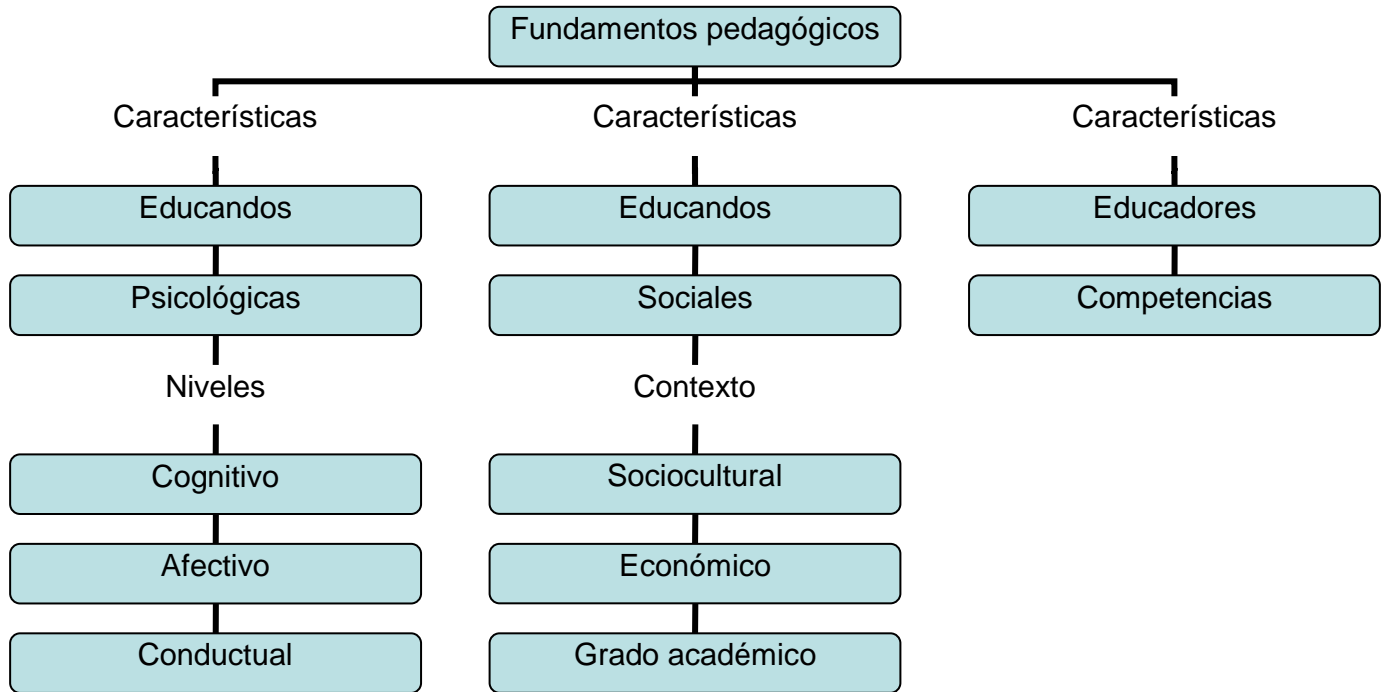 Fundamentos pedagógicos
Características
Características
Características
Educandos
Educandos
Educadores
Psicológicas
Sociales
Competencias
Niveles
Contexto
Cognitivo
Sociocultural
Afectivo
Económico
Conductual
Grado académico